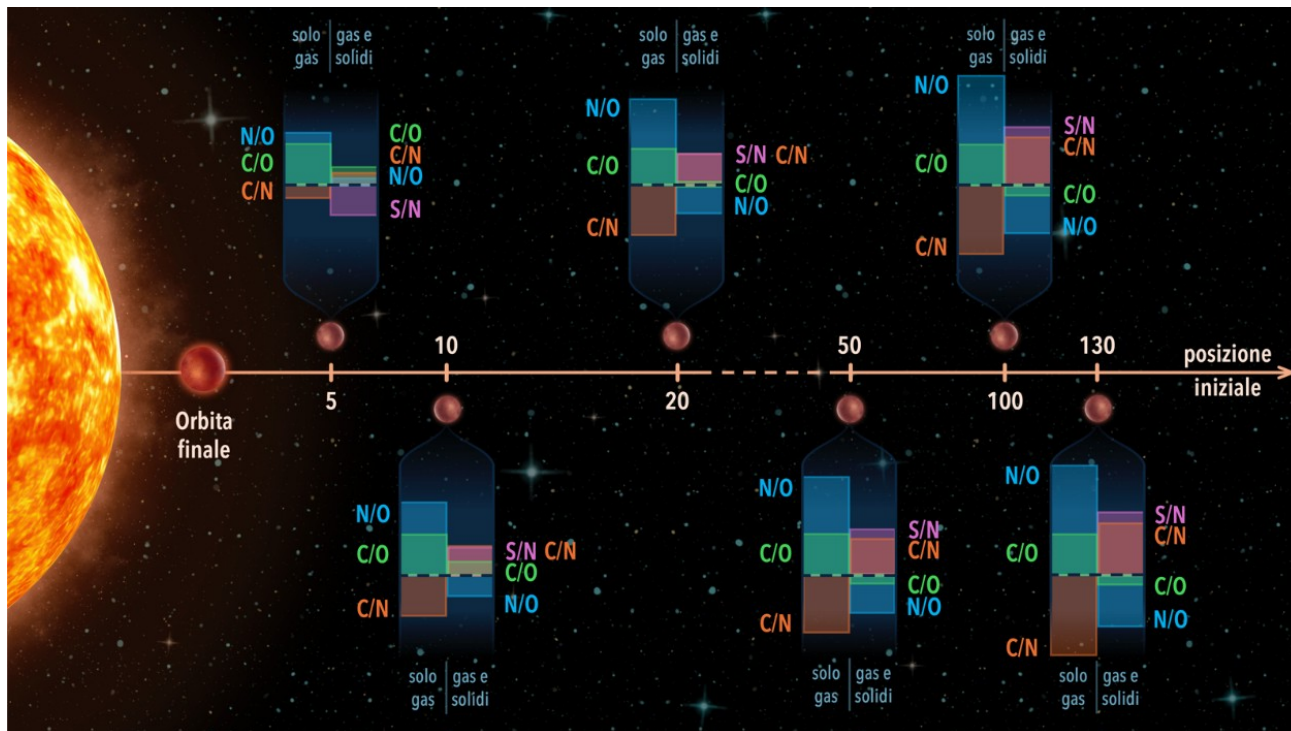 solo gas e
gas solidi
N/O
C/O
C/N
C/O
C/N
N/O
S/N
solo gas e
gas solidi
N/O
C/O
C/N
S/N C/N
C/O
N/O
solo gas e
gas solidi
N/O
C/O
C/N
S/N
C/N
C/O
N/O
10 50 130 posizione
5 20 100 iniziale
Orbita
finale
N/O
C/O
C/N
S/N C/N
C/O
N/O
solo gas e
gas solidi
N/O
C/O
C/N
S/N
C/N
C/O
N/O
solo gas e
gas solidi
N/O
C/O
C/N
S/N
C/N
C/O
N/O
solo gas e
gas solidi